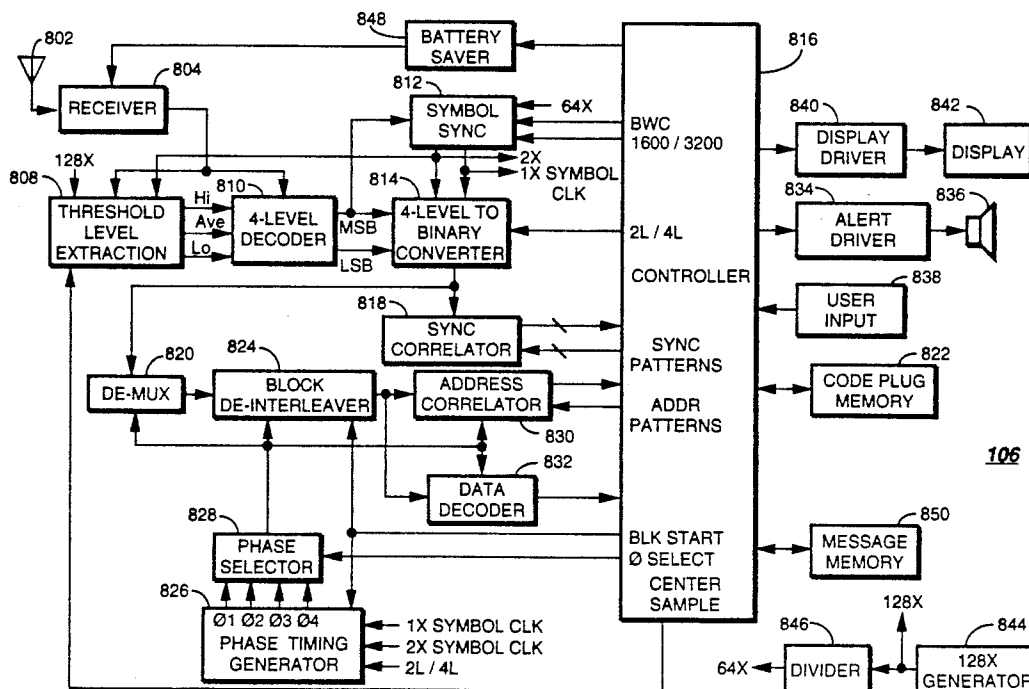 848
BATTERY
SAVER
816
802
804
RECEIVER
812
SYMBOL
SYNC
64X
BWC
1600 / 3200
840
DISPLAY
DRIVER
842
DISPLAY
128X
808
THRESHOLD
LEVEL
EXTRACTION
Hi
Ave
Lo
810
4-LEVEL
DECODER
MSB
LSB
814
4-LEVEL TO
BINARY
CONVERTER
2X
1X SYMBOL
CLK
2L / 4L
834
ALERT
DRIVER
836
CONTROLLER
838
USER
INPUT
818
SYNC
CORRELATOR
SYNC
PATTERNS
820
DE-MUX
824
BLOCK
DE-INTERLEAVER
ADDRESS
CORRELATOR
830
ADDR
PATTERNS
822
CODE PLUG
MEMORY
106
832
DATA
DECODER
828
PHASE
SELECTOR
BLK START
Ø SELECT
CENTER
SAMPLE
850
MESSAGE
MEMORY
826
Ø1 Ø2 Ø3 Ø4
PHASE TIMING
GENERATOR
1X SYMBOL CLK
2X SYMBOL CLK
2L / 4L
128X
64X
846
DIVIDER
844
128X
GENERATOR